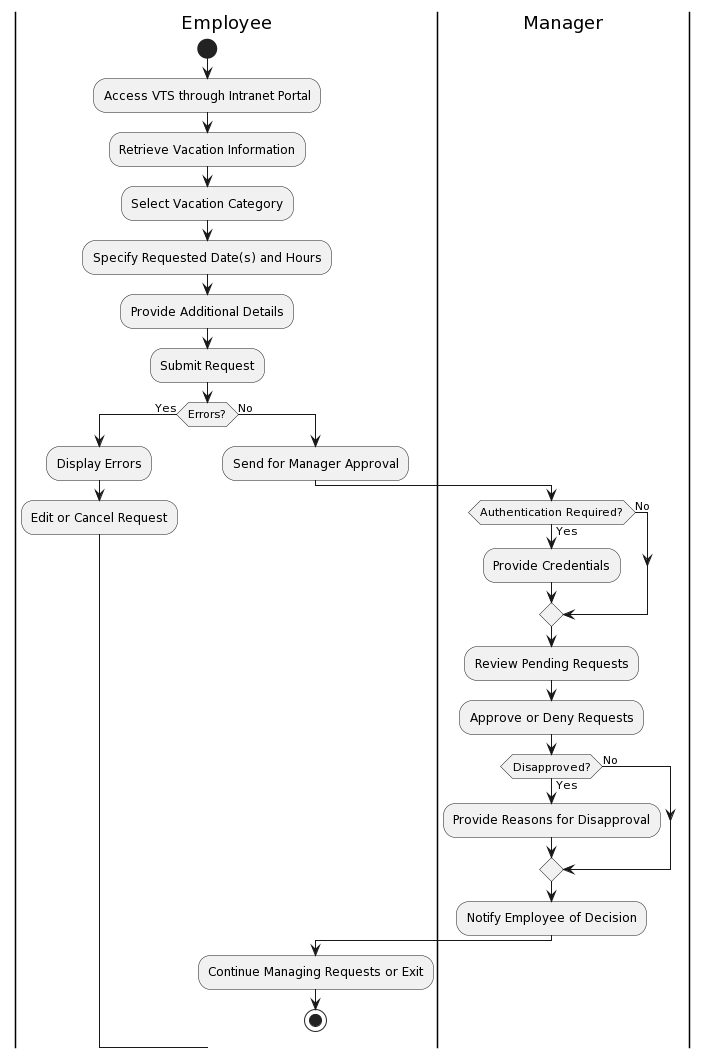 Employee
Manager
Access VTS through Intranet Portal
Retrieve Vacation Information
Select Vacation Category
Specify Requested Date(s) and Hours
Provide Additional Details
Submit Request
Yes
Errors?
No
Display Errors
Send for Manager Approval
Edit or Cancel Request
Authentication Required?
No
Yes
Provide Credentials
Review Pending Requests
Approve or Deny Requests
Disapproved?
No
Yes
Provide Reasons for Disapproval
Notify Employee of Decision
Continue Managing Requests or Exit